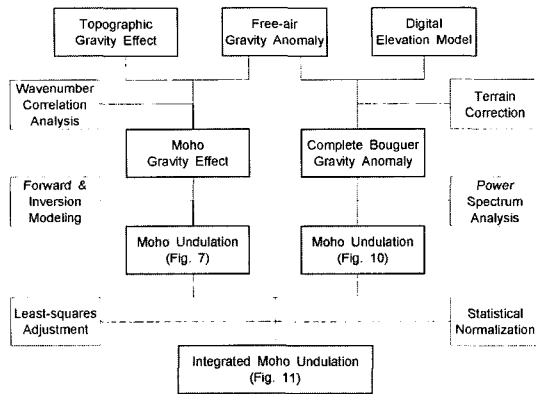 Topographic
Gravity Effect
Free-air
Gravity Anomaly
Digital
Elevation Model
Wavenumber
Correlation
Analysis
Terrain
Correction
Moho
Gravity Effect
Complete Bouguer
Gravity Anomaly
Forward &
Inversion
Modeling
Power
Spectrum
Analysis
Moho Undulation
(Fig. 7)
Moho Undulation
(Fig. 10)
Least-squares
Adjustment
Statistical
Normalization
Integrated Moho Undulation
(Fig. 11)